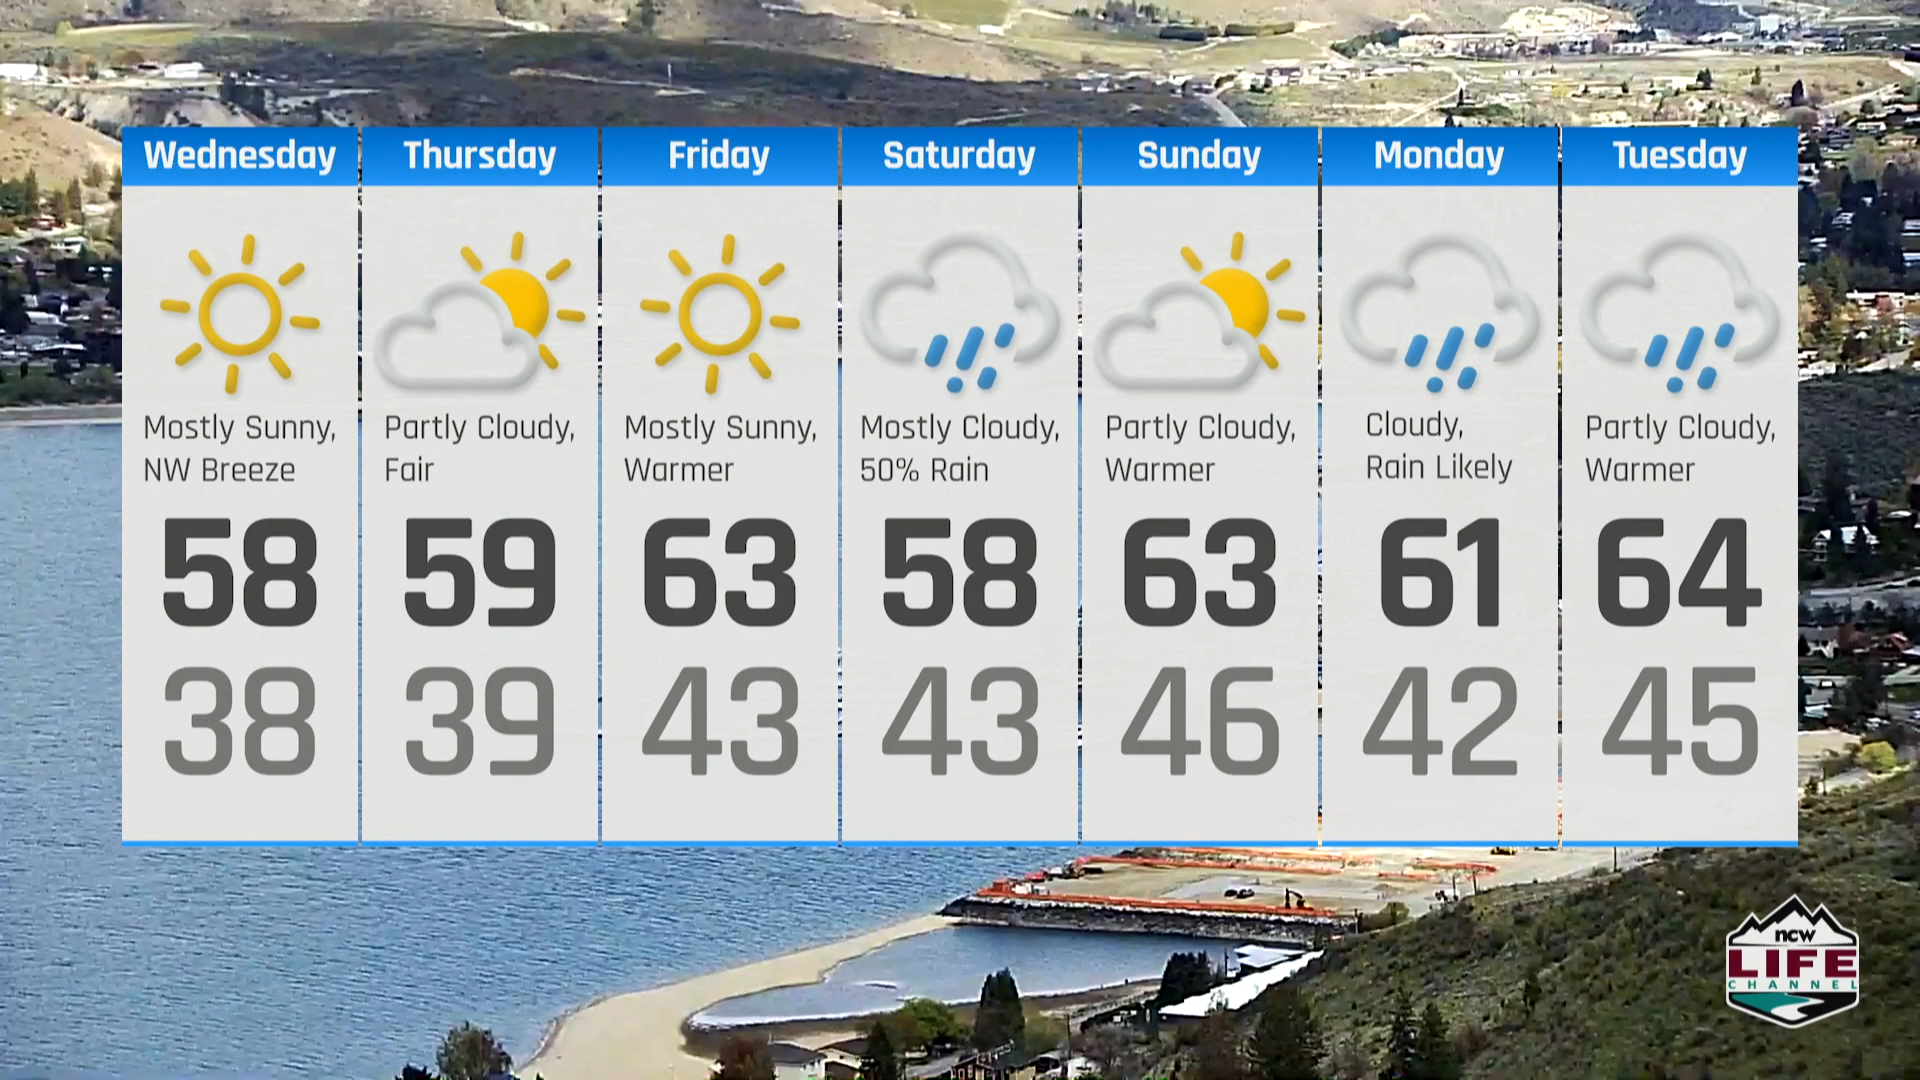 Wednesday
Mostly Sunny,
NW Breeze
58
38
Thursday
Partly Cloudy,
Fair
59
39
Friday
Mostly Sunny,
Warmer
63
43
Saturday
Mostly Cloudy,
50% Rain
58
43
Sunday
Partly Cloudy,
Warmer
63
46
Monday
Cloudy,
Rain Likely
61
42
Tuesday
Partly Cloudy,
Warmer
64
45
ncw
LIFE
CHANNEL